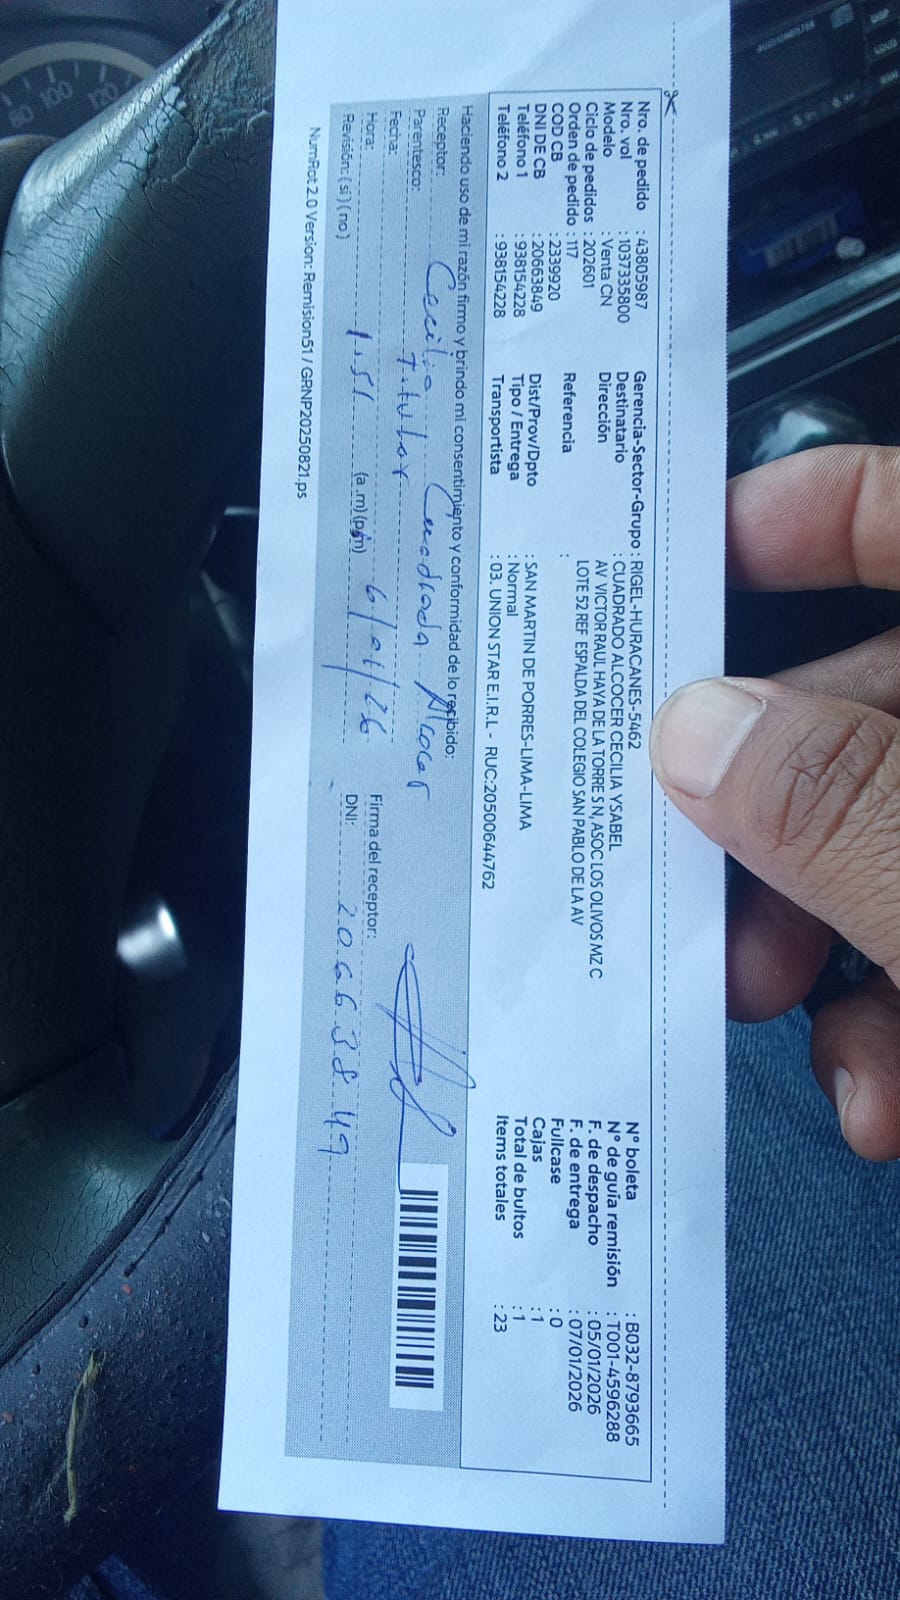 Nro. de pedido : 43805987
Nro. vol : 1037335800
Modelo : Venta CN
Ciclo de pedidos : 202601
Orden de pedido : 117
COD CB : 2339920
DNI DE CB : 20663849
Teléfono 1 : 938154228
Teléfono 2 : 938154228
Gerencia-Sector-Grupo : RIGEL-HURACANES-5462
Destinatario : CUADRADO ALCOCER CECILIA YSABEL
Dirección AV VICTOR RAUL HAYA DE LA TORRE S N, ASOC LOS OLIVOS MZ C
LOTE 52 REF ESPALDA DEL COLEGIO SAN PABLO DE LA AV
Referencia :
Dist/Prov/Dpto : SAN MARTIN DE PORRES-LIMA-LIMA
Tipo / Entrega : Normal
Transportista : 03. UNION STAR E.I.R.L - RUC:20500644762
N° boleta : B032-8793665
N° de guía remisión : T001-4596288
F. de despacho : 05/01/2026
F. de entrega : 07/01/2026
Fullcase : 0
Cajas : 1
Total de bultos : 1
Items totales : 23
Haciendo uso de mi razón firmo y brindo mi consentimiento y conformidad de lo recibido:
Receptor: Cecilia Cuadrada Alcocer
Parentesco: Titular
Fecha: 6/01/26
Hora: 1:51 (a.m)(pm)
Revisión: (si) (no)
Firma del receptor:
DNI: 20663849
NumRot 2.0 Version: Remision51 / GRNP20250821.ps